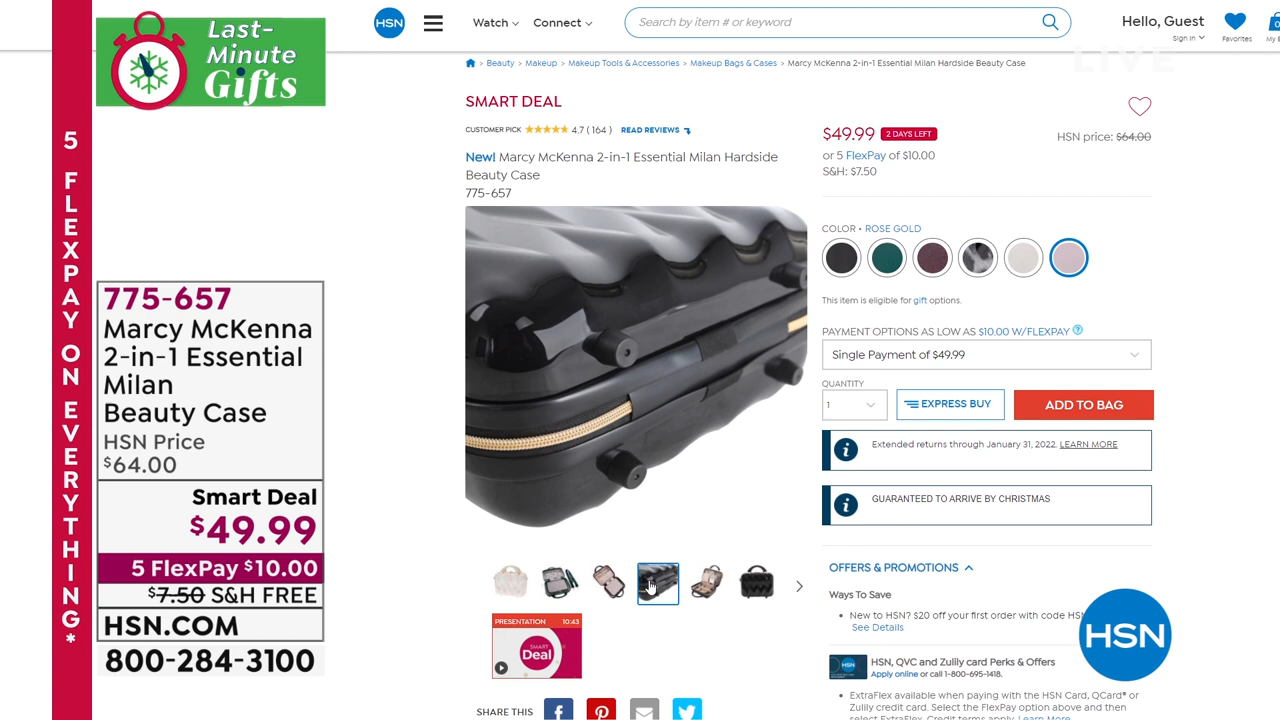 5 FLEXPAY ON EVERYTHING*
Last-
Minute
Gifts
775-657
Marcy McKenna
2-in-1 Essential
Milan
Beauty Case
HSN Price
$64.00
Smart Deal
$49.99
5 FlexPay $10.00
$7.50 S&H FREE
HSN.COM
800-284-3100
HSN
Watch
Connect
Search by item # or keyword
Hello, Guest
Sign In
Favorites
LIVE
> Beauty > Makeup > Makeup Tools & Accessories > Makeup Bags & Cases > Marcy McKenna 2-in-1 Essential Milan Hardside Beauty Case
SMART DEAL
CUSTOMER PICK 4.7 ( 164 ) READ REVIEWS
New! Marcy McKenna 2-in-1 Essential Milan Hardside
Beauty Case
775-657
PRESENTATION 10:43
SMART
Deal
SHARE THIS
$49.99 2 DAYS LEFT HSN price: $64.00
or 5 FlexPay of $10.00
S&H: $7.50
COLOR • ROSE GOLD
This item is eligible for gift options.
PAYMENT OPTIONS AS LOW AS $10.00 W/FLEXPAY ?
Single Payment of $49.99
QUANTITY
1
EXPRESS BUY
ADD TO BAG
Extended returns through January 31, 2022. LEARN MORE
GUARANTEED TO ARRIVE BY CHRISTMAS
OFFERS & PROMOTIONS
Ways To Save
• New to HSN? $20 off your first order with code
See Details
HSN
HSN, QVC and Zulily card Perks & Offers
Apply online or call 1-800-695-1418.
• ExtraFlex available when paying with the HSN Card, QCard® or
Zulily credit card. Select the FlexPay option above and then
select ExtraFlex. Credit terms apply. Learn More
HSN